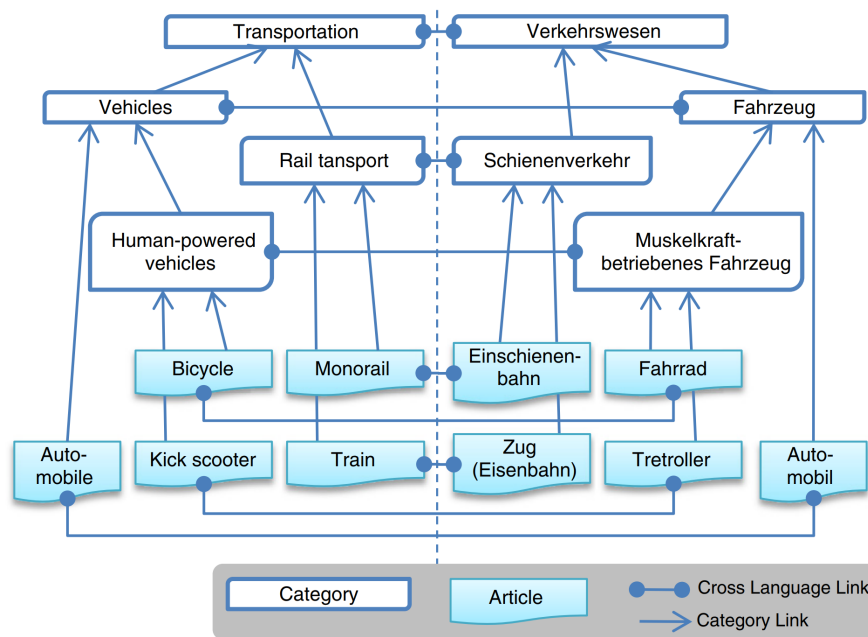 Transportation
Verkehrswesen
Vehicles
Fahrzeug
Rail tansport
Schienenverkehr
Human-powered
vehicles
Muskelkraft-
betriebenes Fahrzeug
Bicycle
Monorail
Einschienen-
bahn
Fahrrad
Auto-
mobile
Kick scooter
Train
Zug
(Eisenbahn)
Tretroller
Auto-
mobil
Category
Article
Cross Language Link
Category Link